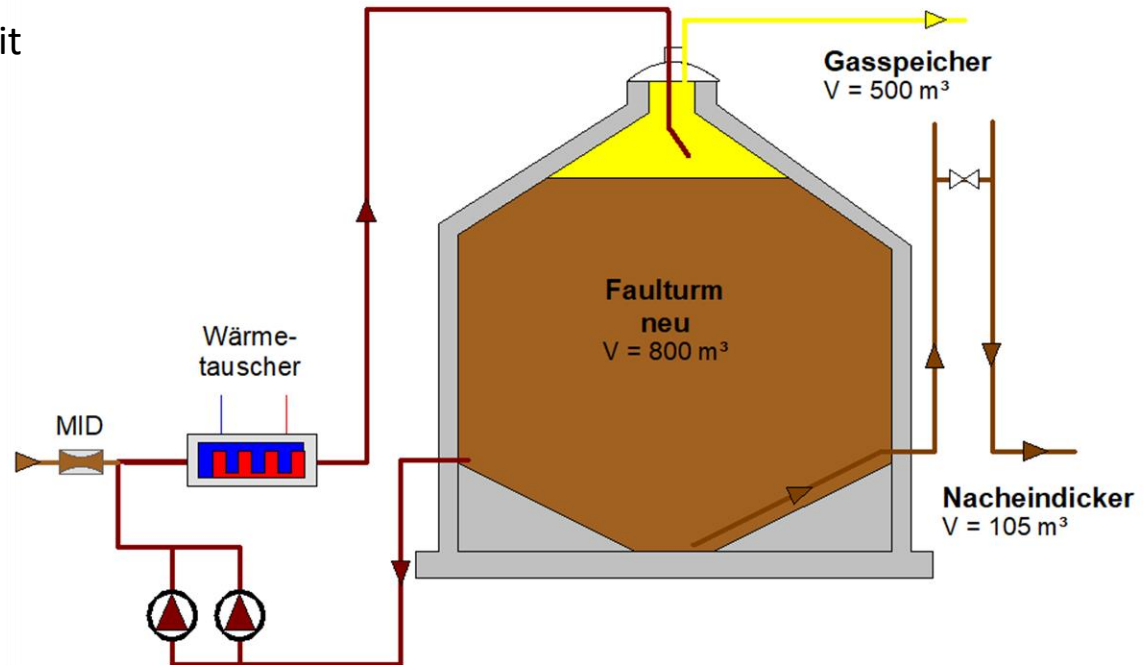 it
Gasspeicher
V = 500 m³
Faulturm
neu
V = 800 m³
Wärme-
tauscher
MID
Nacheindicker
V = 105 m³